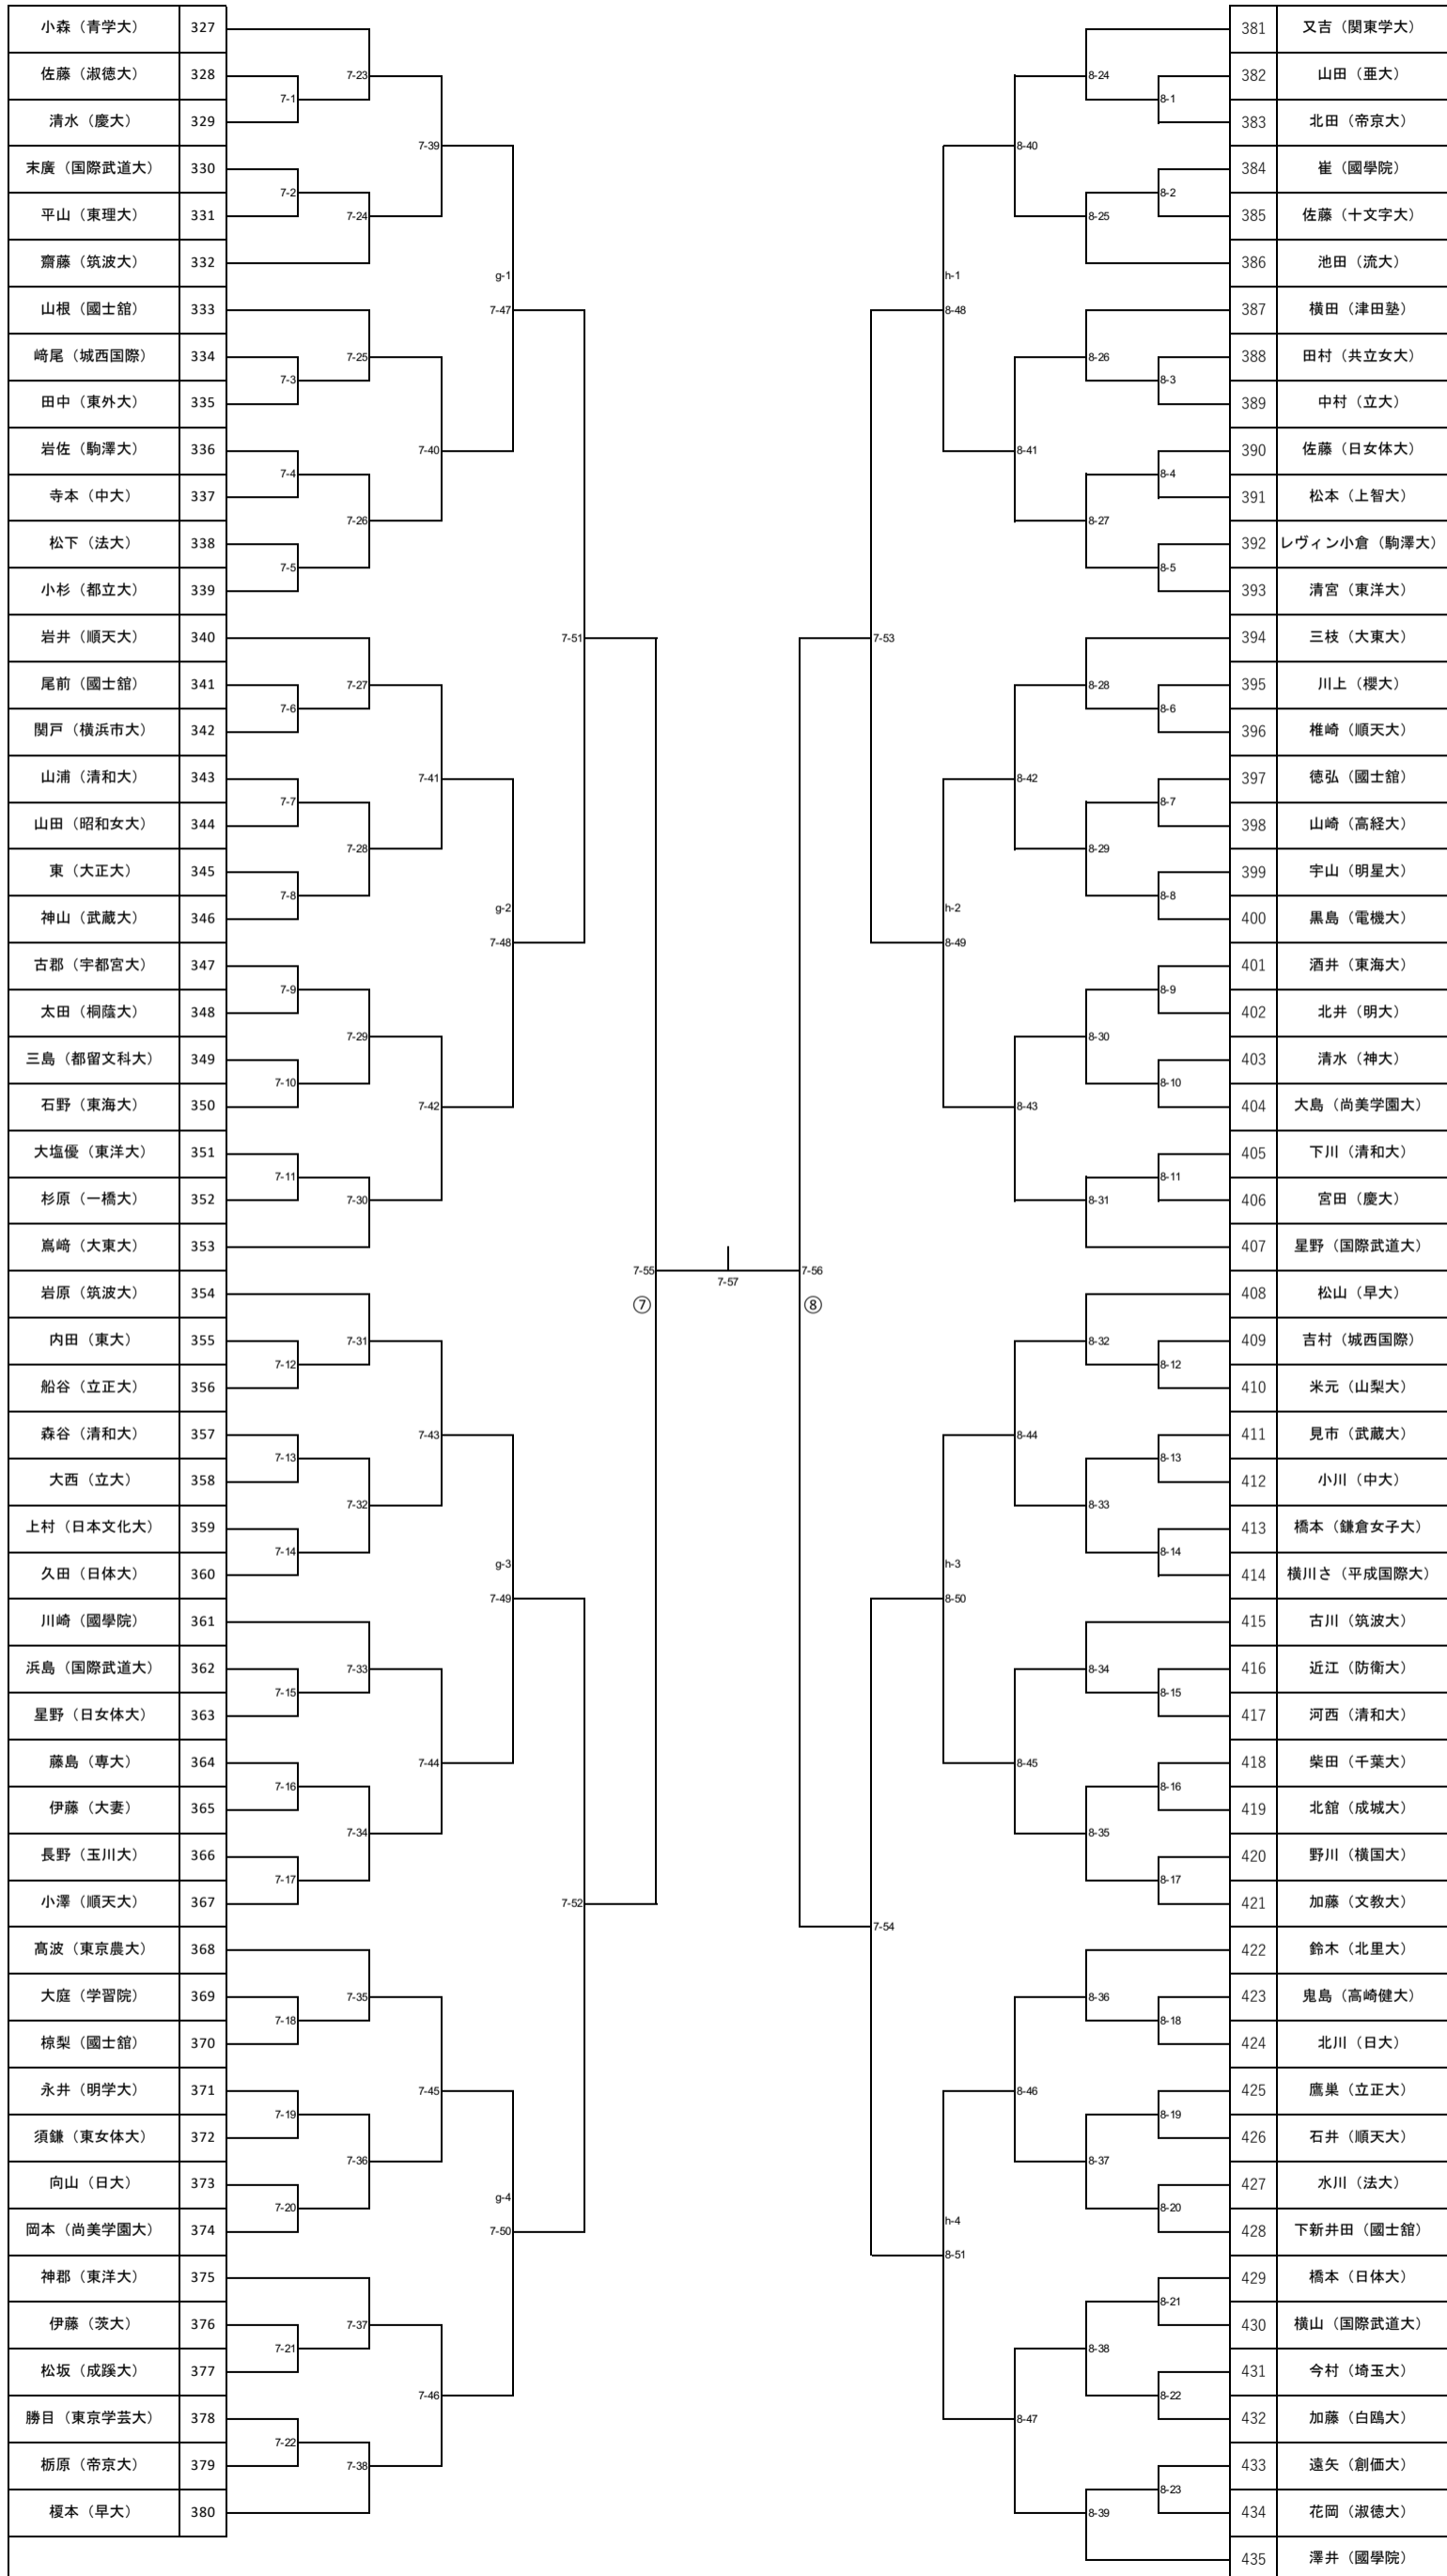 小森（青学大） 327
佐藤（淑徳大） 328
清水（慶大） 329
末廣（国際武道大） 330
平山（東理大） 331
齋藤（筑波大） 332
山根（國士舘） 333
﨑尾（城西国際） 334
田中（東外大） 335
岩佐（駒澤大） 336
寺本（中大） 337
松下（法大） 338
小杉（都立大） 339
岩井（順天大） 340
尾前（國士舘） 341
関戸（横浜市大） 342
山浦（清和大） 343
山田（昭和女大） 344
東（大正大） 345
神山（武蔵大） 346
古郡（宇都宮大） 347
太田（桐蔭大） 348
三島（都留文科大） 349
石野（東海大） 350
大塩優（東洋大） 351
杉原（一橋大） 352
嶌﨑（大東大） 353
岩原（筑波大） 354
内田（東大） 355
船谷（立正大） 356
森谷（清和大） 357
大西（立大） 358
上村（日本文化大） 359
久田（日体大） 360
川崎（國學院） 361
浜島（国際武道大） 362
星野（日女体大） 363
藤島（専大） 364
伊藤（大妻） 365
長野（玉川大） 366
小澤（順天大） 367
髙波（東京農大） 368
大庭（学習院） 369
椋梨（國士舘） 370
永井（明学大） 371
須鎌（東女体大） 372
向山（日大） 373
岡本（尚美学園大） 374
神郡（東洋大） 375
伊藤（茨大） 376
松坂（成蹊大） 377
勝目（東京学芸大） 378
栃原（帝京大） 379
榎本（早大） 380
7-1
7-2
7-3
7-4
7-5
7-6
7-7
7-8
7-9
7-10
7-11
7-12
7-13
7-14
7-15
7-16
7-17
7-18
7-19
7-20
7-21
7-22
7-23
7-24
7-25
7-26
7-27
7-28
7-29
7-30
7-31
7-32
7-33
7-34
7-35
7-36
7-37
7-38
7-39
7-40
7-41
7-42
7-43
7-44
7-45
7-46
g-1
7-47
g-2
7-48
g-3
7-49
g-4
7-50
7-51
7-52
7-55
⑦
7-57
7-56
⑧
7-53
7-54
h-1
8-48
h-2
8-49
h-3
8-50
h-4
8-51
8-40
8-41
8-42
8-43
8-44
8-45
8-46
8-47
8-24
8-25
8-26
8-27
8-28
8-29
8-30
8-31
8-32
8-33
8-34
8-35
8-36
8-37
8-38
8-39
8-1
8-2
8-3
8-4
8-5
8-6
8-7
8-8
8-9
8-10
8-11
8-12
8-13
8-14
8-15
8-16
8-17
8-18
8-19
8-20
8-21
8-22
8-23
381 又吉（関東学大）
382 山田（亜大）
383 北田（帝京大）
384 崔（國學院）
385 佐藤（十文字大）
386 池田（流大）
387 横田（津田塾）
388 田村（共立女大）
389 中村（立大）
390 佐藤（日女体大）
391 松本（上智大）
392 レヴィン小倉（駒澤大）
393 清宮（東洋大）
394 三枝（大東大）
395 川上（櫻大）
396 椎崎（順天大）
397 徳弘（國士舘）
398 山崎（高経大）
399 宇山（明星大）
400 黒島（電機大）
401 酒井（東海大）
402 北井（明大）
403 清水（神大）
404 大島（尚美学園大）
405 下川（清和大）
406 宮田（慶大）
407 星野（国際武道大）
408 松山（早大）
409 吉村（城西国際）
410 米元（山梨大）
411 見市（武蔵大）
412 小川（中大）
413 橋本（鎌倉女子大）
414 横川さ（平成国際大）
415 古川（筑波大）
416 近江（防衛大）
417 河西（清和大）
418 柴田（千葉大）
419 北舘（成城大）
420 野川（横国大）
421 加藤（文教大）
422 鈴木（北里大）
423 鬼島（高崎健大）
424 北川（日大）
425 鷹巣（立正大）
426 石井（順天大）
427 水川（法大）
428 下新井田（國士舘）
429 橋本（日体大）
430 横山（国際武道大）
431 今村（埼玉大）
432 加藤（白鴎大）
433 遠矢（創価大）
434 花岡（淑徳大）
435 澤井（國學院）